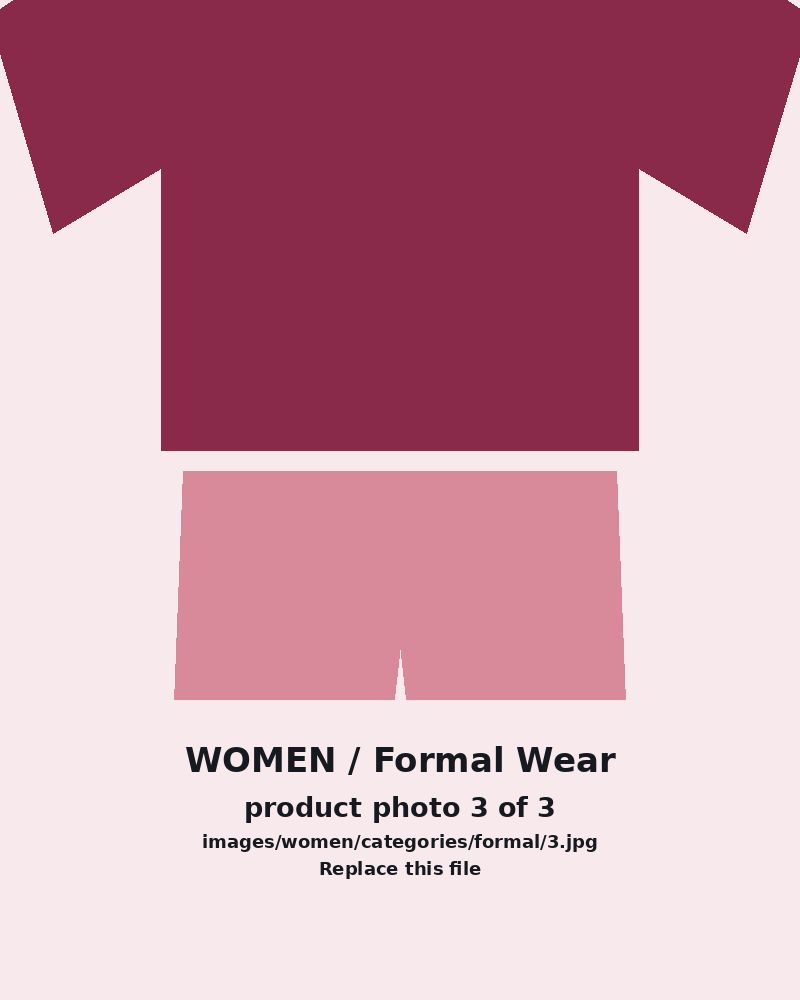 WOMEN / Formal Wear
product photo 3 of 3
images/women/categories/formal/3.jpg
Replace this file